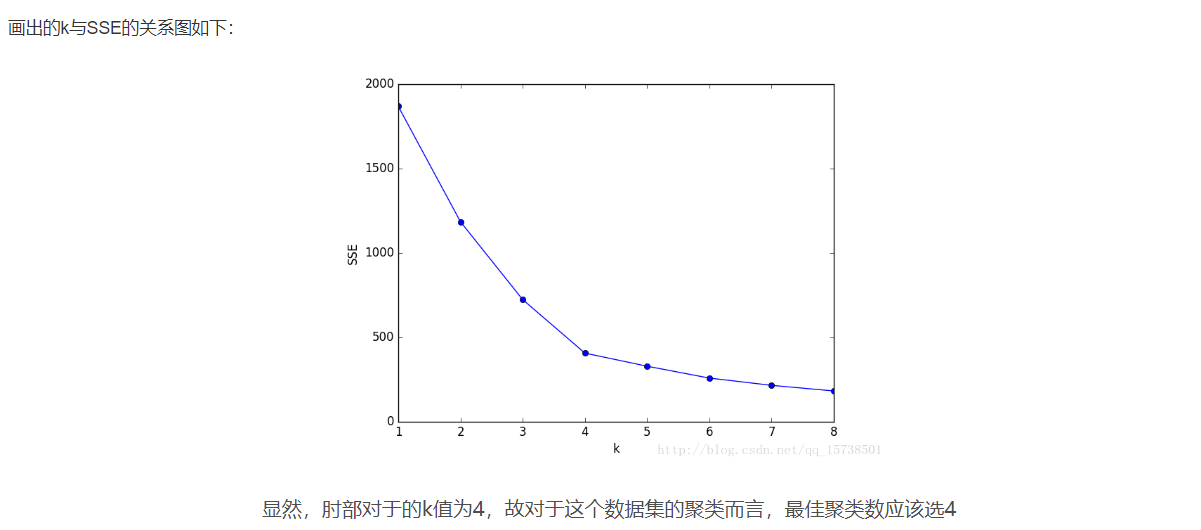 画出的k与SSE的关系图如下：
2000
1500
1000
500
0
SSE
1 2 3 4 5 6 7 8
k
http://blog.csdn.net/qq_15738501
显然，肘部对于的k值为4，故对于这个数据集的聚类而言，最佳聚类数应该选4